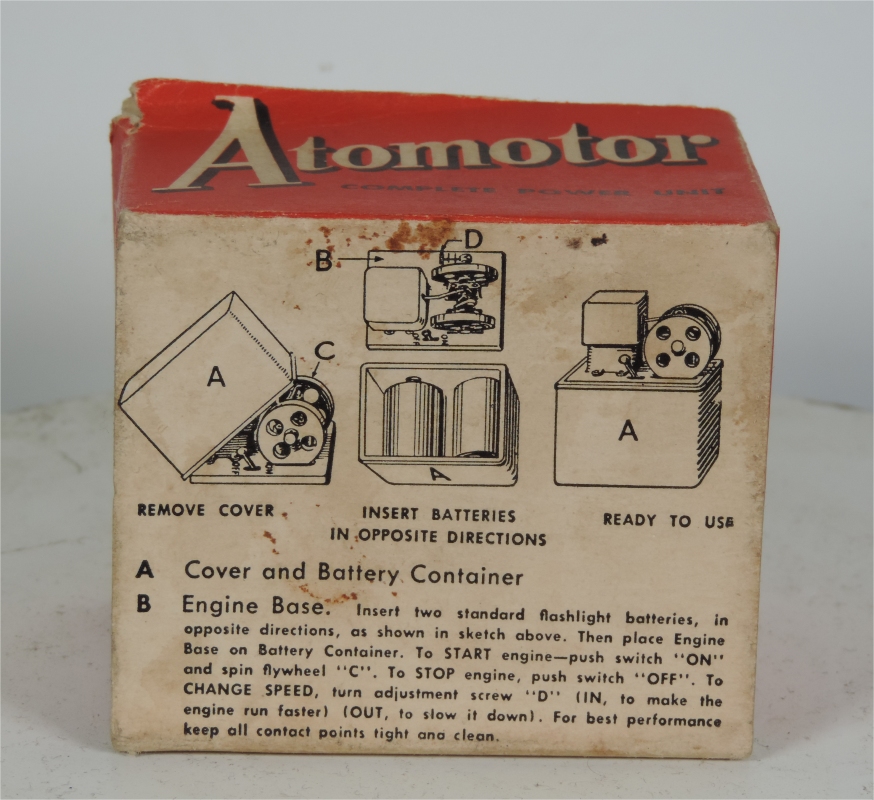 Atomotor
COMPLETE POWER UNIT
D
B
C
A
OFF
ON
OFF
ON
A
A
REMOVE COVER
INSERT BATTERIES
IN OPPOSITE DIRECTIONS
READY TO USE
A Cover and Battery Container
B Engine Base. Insert two standard flashlight batteries, in
opposite directions, as shown in sketch above. Then place Engine
Base on Battery Container. To START engine—push switch "ON"
and spin flywheel "C". To STOP engine, push switch "OFF". To
CHANGE SPEED, turn adjustment screw "D" (IN, to make the
engine run faster) (OUT, to slow it down). For best performance
keep all contact points tight and clean.